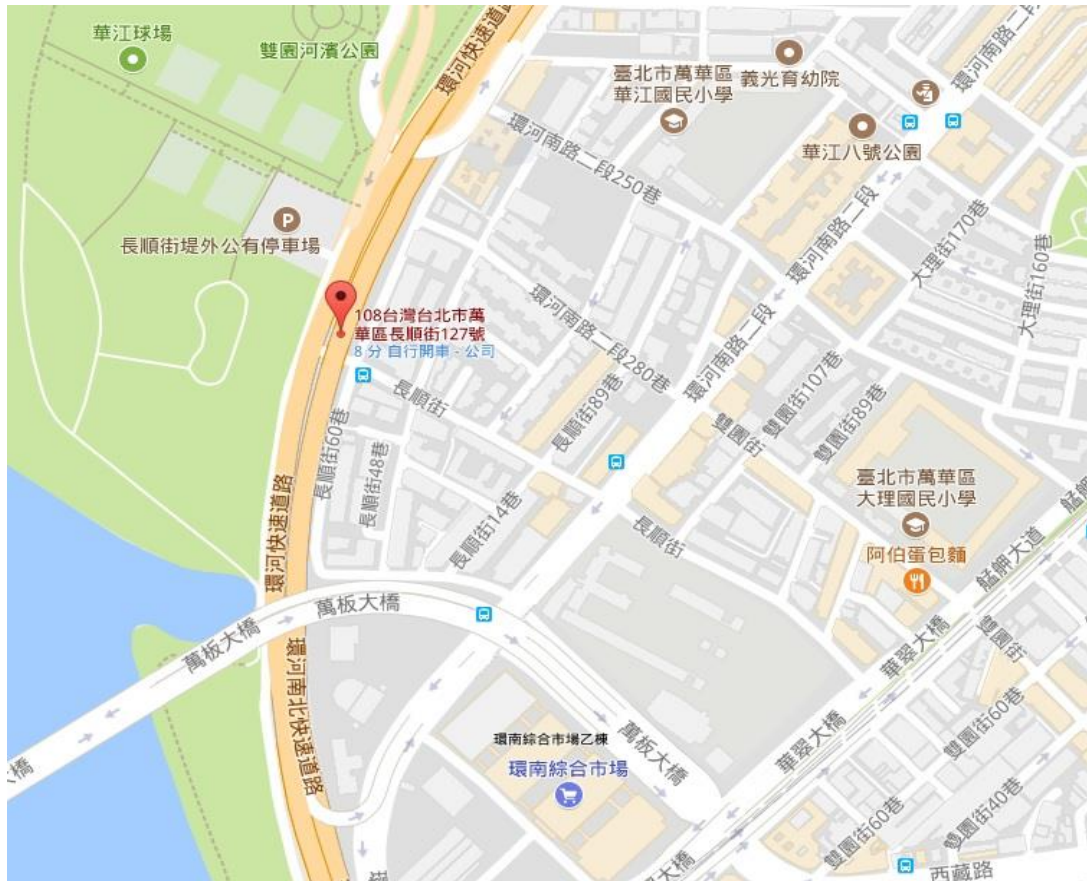 華江球場
雙園河濱公園
環河快速道路
臺北市萬華區
華江國民小學
義光育幼院
環河南路二段
華江八號公園
環河南路二段250巷
P
長順街堤外公有停車場
大理街170巷
環河南路二段
大理街160巷
108台灣台北市萬
華區長順街127號
8 分 自行開車 - 公司
環河南路二段280巷
環河南路二段
長順街
長順街89巷
雙園街107巷
雙園街
雙園街89巷
長順街60巷
長順街48巷
長順街14巷
臺北市萬華區
大理國民小學
長順街
環河快速道路
阿伯蛋包麵
艋舺大道
艋舺
萬板大橋
萬板大橋
華翠大橋
雙園街
環河南北快速道路
萬板大橋
華翠大橋
雙園街60巷
環南綜合市場乙棟
環南綜合市場
大橋
雙園街60巷
雙園街40巷
大橋
西藏路